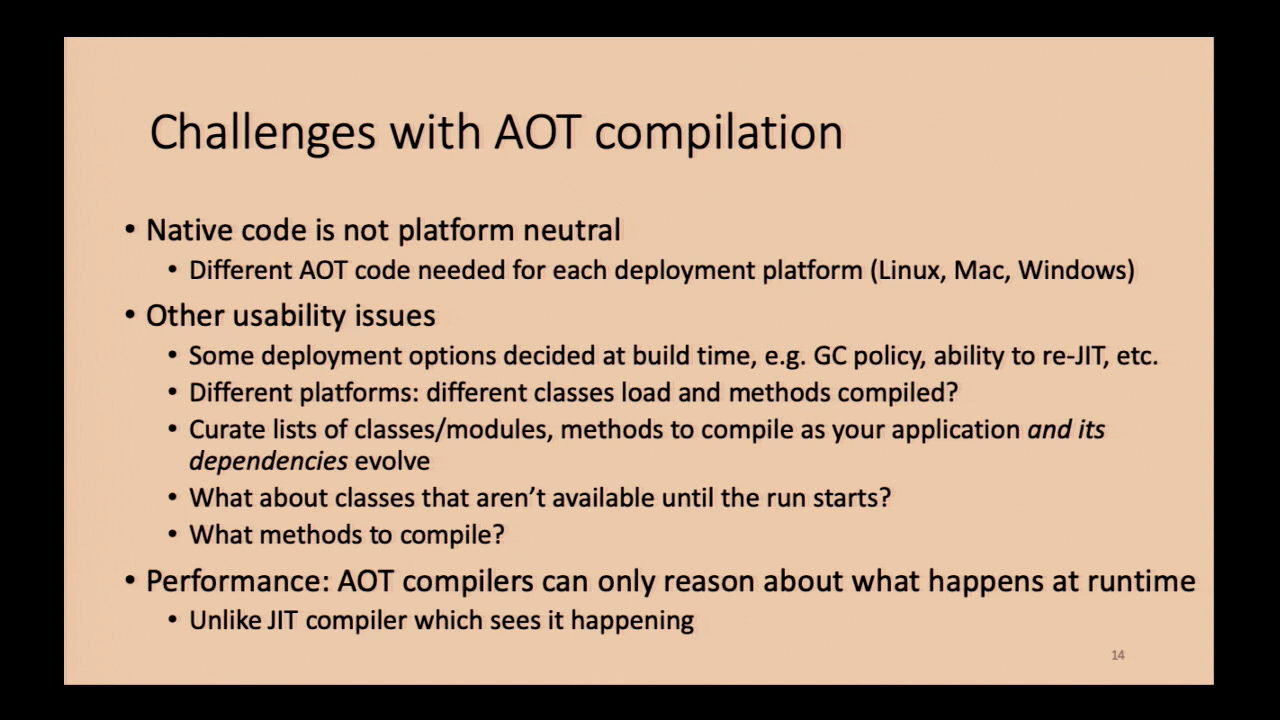 Challenges with AOT compilation
• Native code is not platform neutral
• Different AOT code needed for each deployment platform (Linux, Mac, Windows)
• Other usability issues
• Some deployment options decided at build time, e.g. GC policy, ability to re-JIT, etc.
• Different platforms: different classes load and methods compiled?
• Curate lists of classes/modules, methods to compile as your application and its
dependencies evolve
• What about classes that aren’t available until the run starts?
• What methods to compile?
• Performance: AOT compilers can only reason about what happens at runtime
• Unlike JIT compiler which sees it happening
14